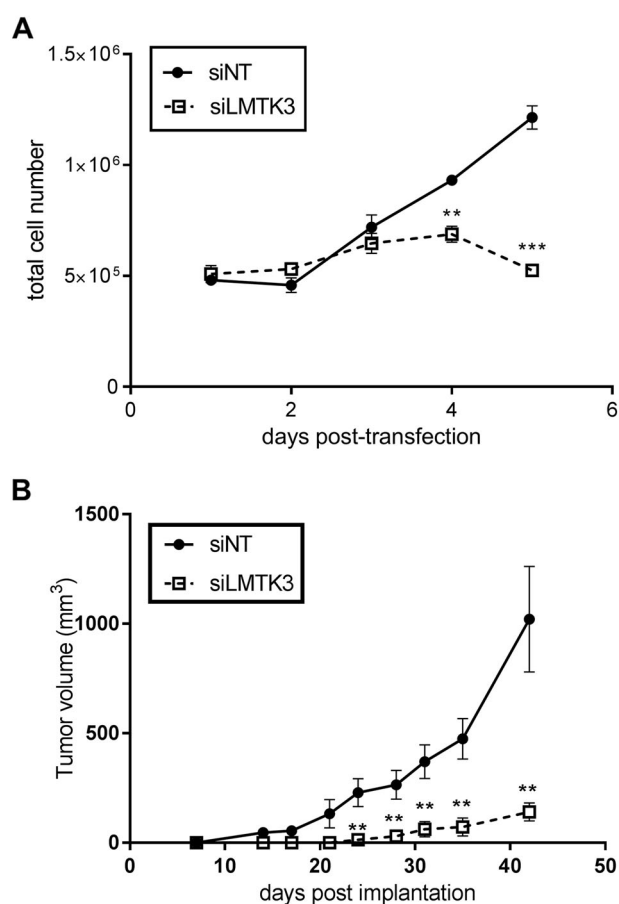 A
1.5×10⁶
siNT
siLMTK3
1×10⁶
total cell number
**
***
5×10⁵
0
0 2 4 6
days post-transfection
B
1500
siNT
siLMTK3
Tumor volume (mm³)
1000
500
** ** ** ** **
0
0 10 20 30 40 50
days post implantation